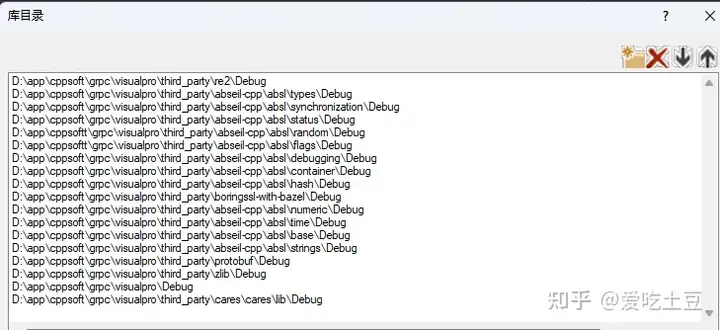 库目录
D:\app\cppsoft\grpc\visualpro\third_party\re2\Debug
D:\app\cppsoft\grpc\visualpro\third_party\abseil-cpp\absl\types\Debug
D:\app\cppsoft\grpc\visualpro\third_party\abseil-cpp\absl\synchronization\Debug
D:\app\cppsoft\grpc\visualpro\third_party\abseil-cpp\absl\status\Debug
D:\app\cppsoftt\grpc\visualpro\third_party\abseil-cpp\absl\random\Debug
D:\app\cppsoftt\grpc\visualpro\third_party\abseil-cpp\absl\flags\Debug
D:\app\cppsoft\grpc\visualpro\third_party\abseil-cpp\absl\debugging\Debug
D:\app\cppsoft\grpc\visualpro\third_party\abseil-cpp\absl\container\Debug
D:\app\cppsoft\grpc\visualpro\third_party\abseil-cpp\absl\hash\Debug
D:\app\cppsoft\grpc\visualpro\third_party\boringssl-with-bazel\Debug
D:\app\cppsoft\grpc\visualpro\third_party\abseil-cpp\absl\numeric\Debug
D:\app\cppsoft\grpc\visualpro\third_party\abseil-cpp\absl\time\Debug
D:\app\cppsoft\grpc\visualpro\third_party\abseil-cpp\absl\base\Debug
D:\app\cppsoft\grpc\visualpro\third_party\abseil-cpp\absl\strings\Debug
D:\app\cppsoft\grpc\visualpro\third_party\protobuf\Debug
D:\app\cppsoft\grpc\visualpro\third_party\zlib\Debug
D:\app\cppsoft\grpc\visualpro\Debug
D:\app\cppsoft\grpc\visualpro\third_party\cares\cares\lib\Debug
知乎 @爱吃土豆